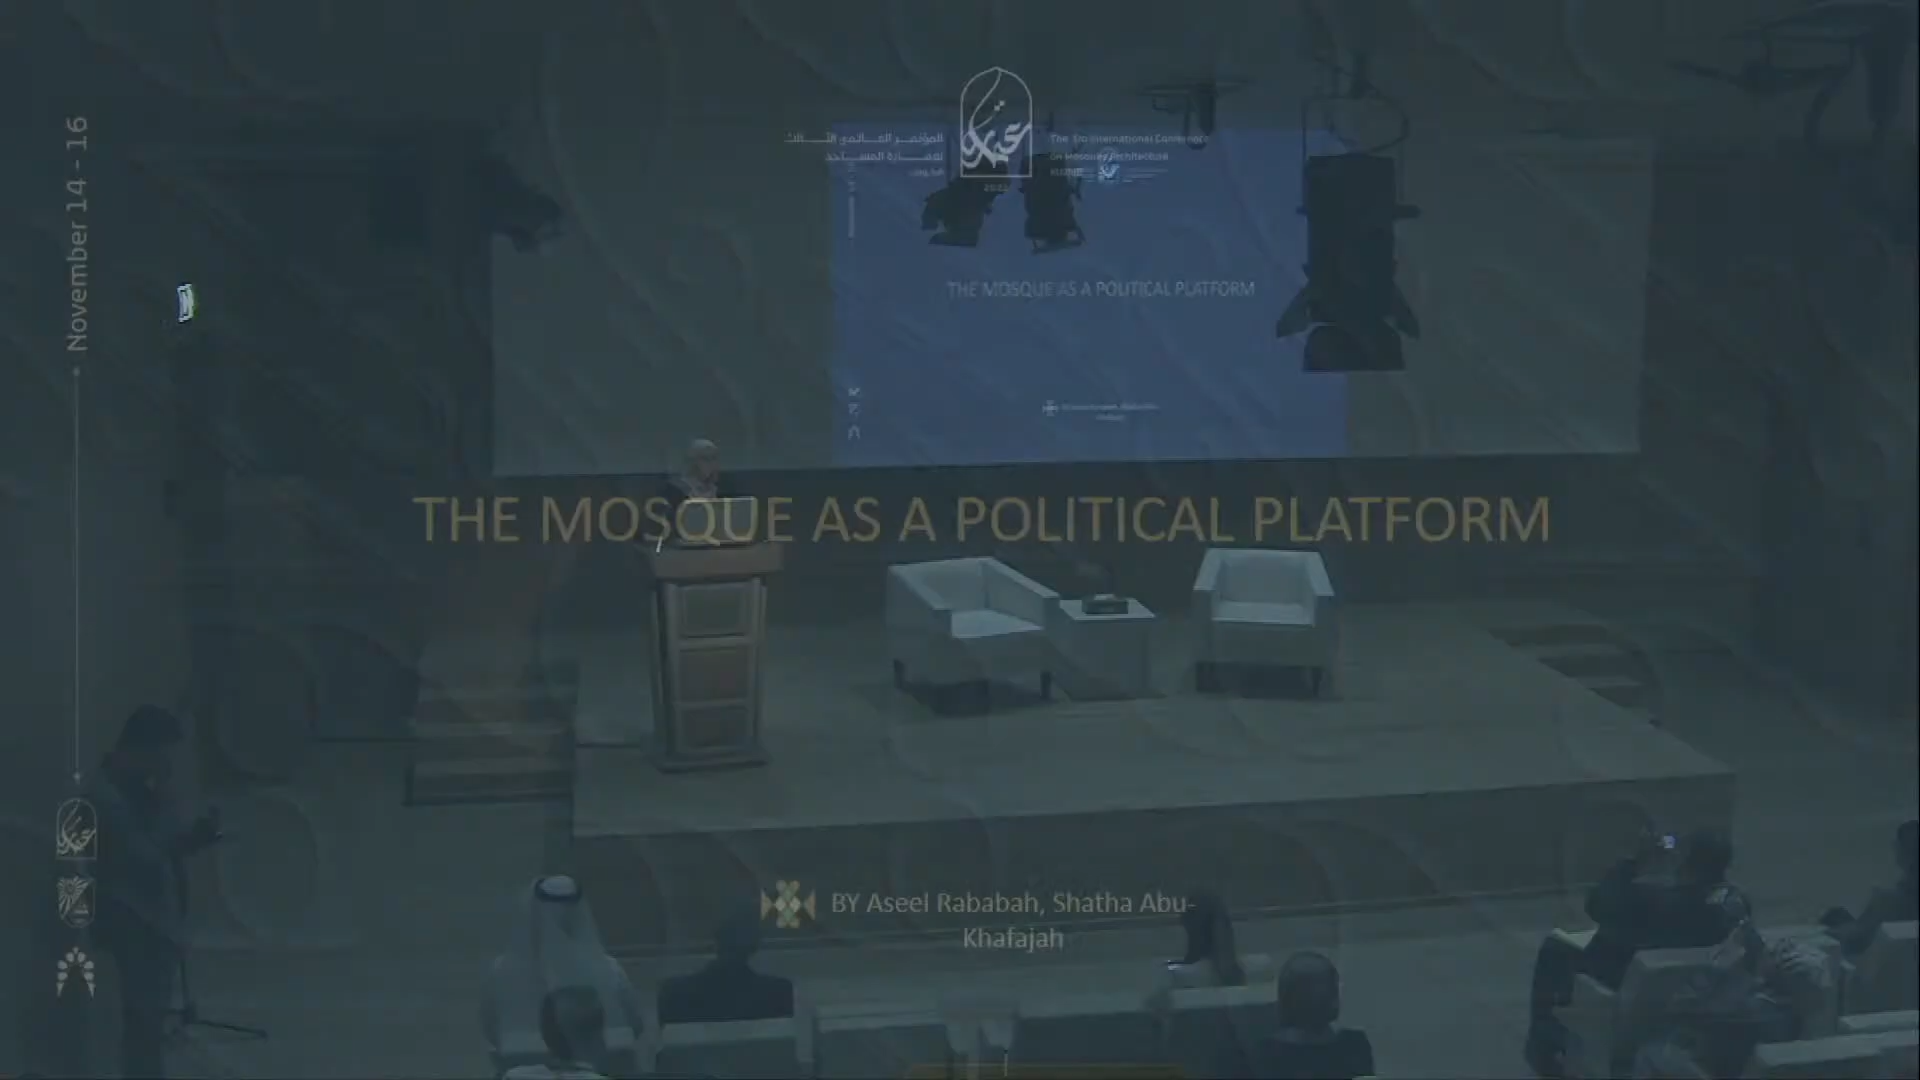 November 14 - 16
المؤتمر العالمي الثالث
لعمارة المساجد
The 3rd International Conference
on Mosques Architecture
THE MOSQUE AS A POLITICAL PLATFORM
THE MOSQUE AS A POLITICAL PLATFORM
BY Aseel Rababah, Shatha Abu-
Khafajah